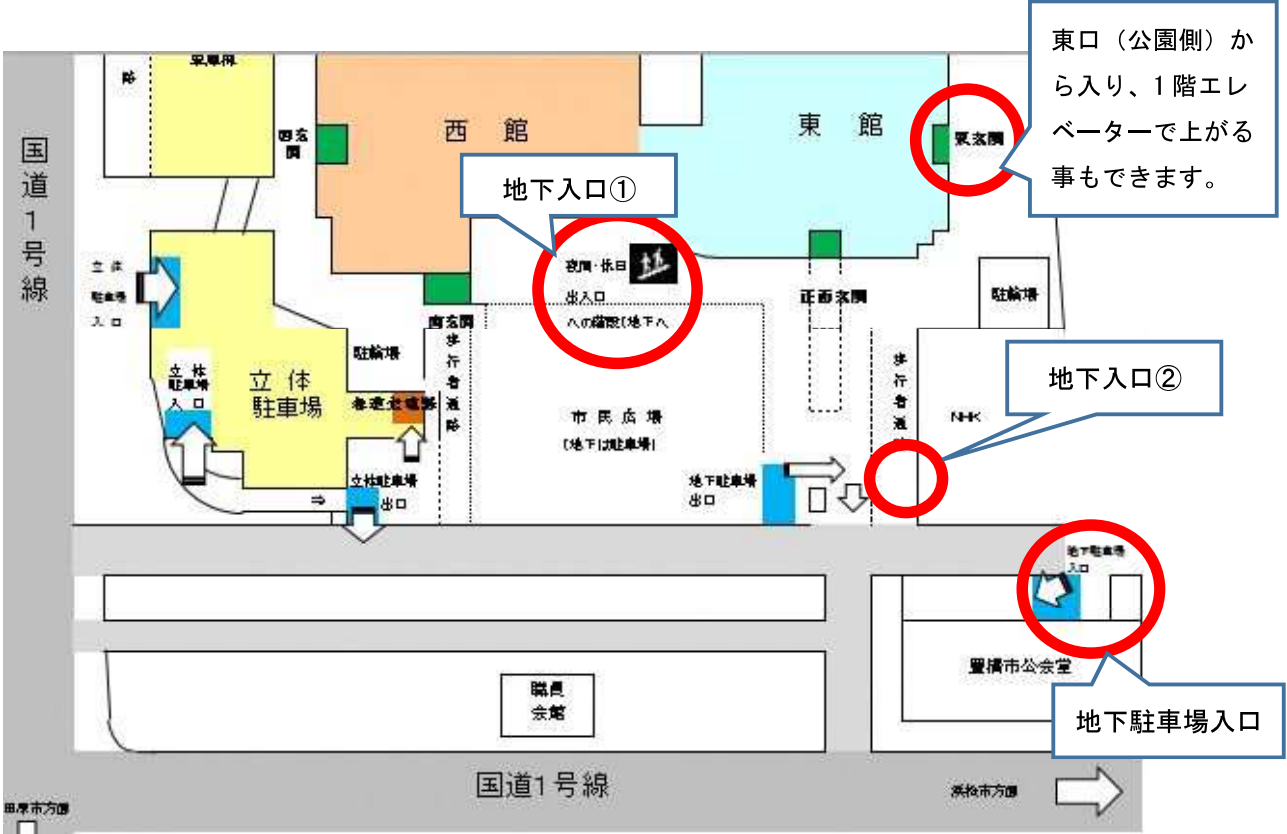 東口（公園側）か
ら入り、1階エレ
ベーターで上がる
事もできます。
路
国道1号線
西玄
関
西 館
東 館
東玄関
地下入口①
夜間・休日
出入口
への階段（地下へ
立 体
駐車場
入 口
南玄関
正面玄関
駐輪場
駐輪場
歩行者通路
歩行者通
立 体
駐車場
入 口
立 体
駐車場
市 民 広 場
（地下は駐車場）
地下入口②
NHK
立体駐車場
出口
⇒
地下駐車場
出口
地下駐車場
入口
豊橋市公会堂
地下駐車場入口
職員
会館
国道1号線
浜松市方面
田原市方面